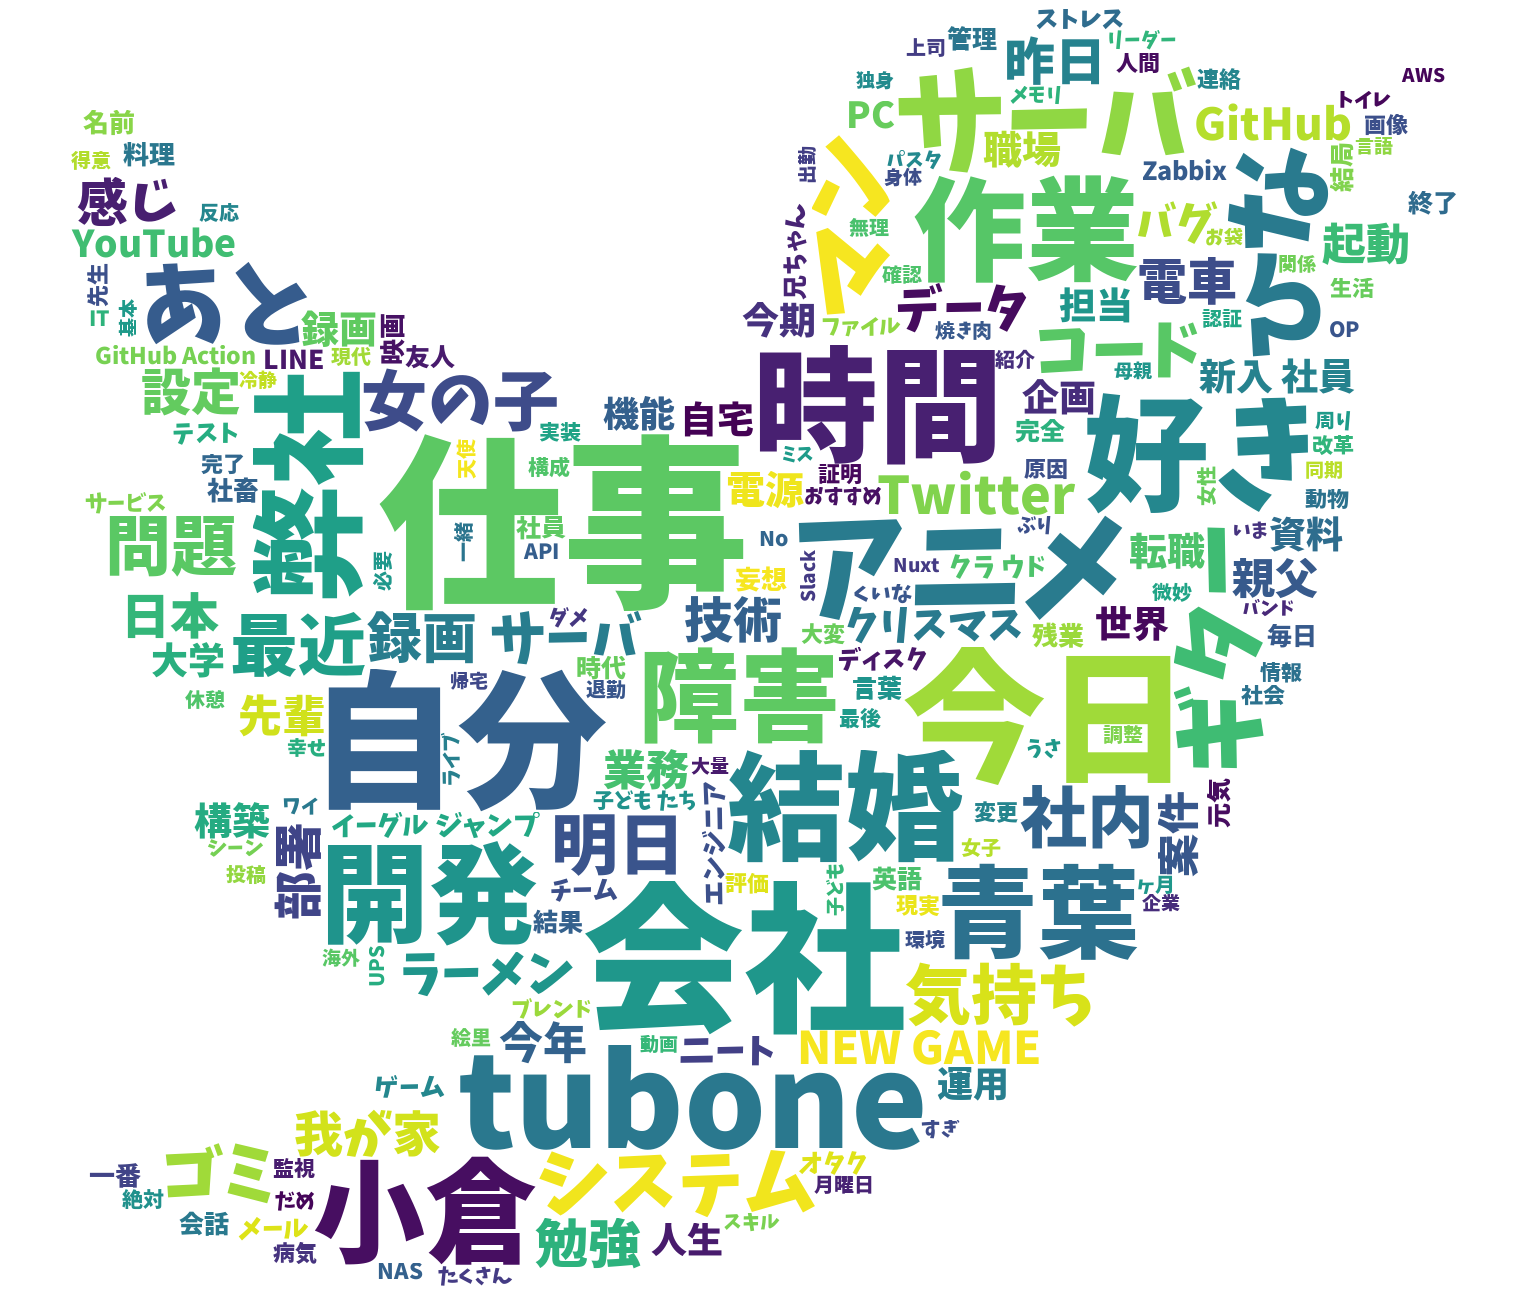 ストレス
リーダー
上司
管理
昨日
人間
独身
メモリ
連絡
AWS
サーバ
PC
トイレ
GitHub
画像
名前
料理
得意
職場
言語
出勤
パスタ
身体
Zabbix
結局
マン
作業
なら
感じ
反応
終了
バグ
お袋
無理
兄ちゃん
YouTube
起動
確認
電車
関係
生活
IT先生
基本
あと
データ
担当
認証
OP
今期
ファイル
焼き肉
録画
映画
コード
GitHub Action
LINE
現代
友人
時間
紹介
母親
新入社員
設定
冷静
弊社
女の子
機能
自宅
企画
好き
周り
テスト
実装
完全
改革
完了
天使
構成
ミス
証明
原因
同期
社畜
仕事
電源
おすすめ
Twitter
女性
動物
サービス
問題
一緒
社員
API
No
アニメ
ぶり
いま
資料
必要
Slack
Nuxt
クラウド
転職
妄想
くいな
親父
微妙
日本
最近
録画
サーバ
ダメ
技術
大変
クリスマス
残業
世界
バンド
毎日
大学
帰宅
時代
退勤
障害
ディスク
言葉
今日
ギター
情報
社会
休憩
先輩
自分
最後
調整
幸せ
ライブ
業務
大量
うさ
結婚
構築
ワイ
子どもたち
エンジニア
変更
社内
元気
案件
シーン
イーグルジャンプ
明日
女子
投稿
部署
開発
チーム
評価
子ども
英語
青葉
ヶ月
企業
結果
会社
現実
環境
海外
UPS
ラーメン
気持ち
ブレンド
絵里
今年
動画
ニート
NEW GAME
ゲーム
tubone
運用
すぎ
我が家
一番
ゴミ
監視
小倉
システム
オタク
月曜日
絶対
だめ
会話
メール
勉強
人生
スキル
病気
NAS
たくさん